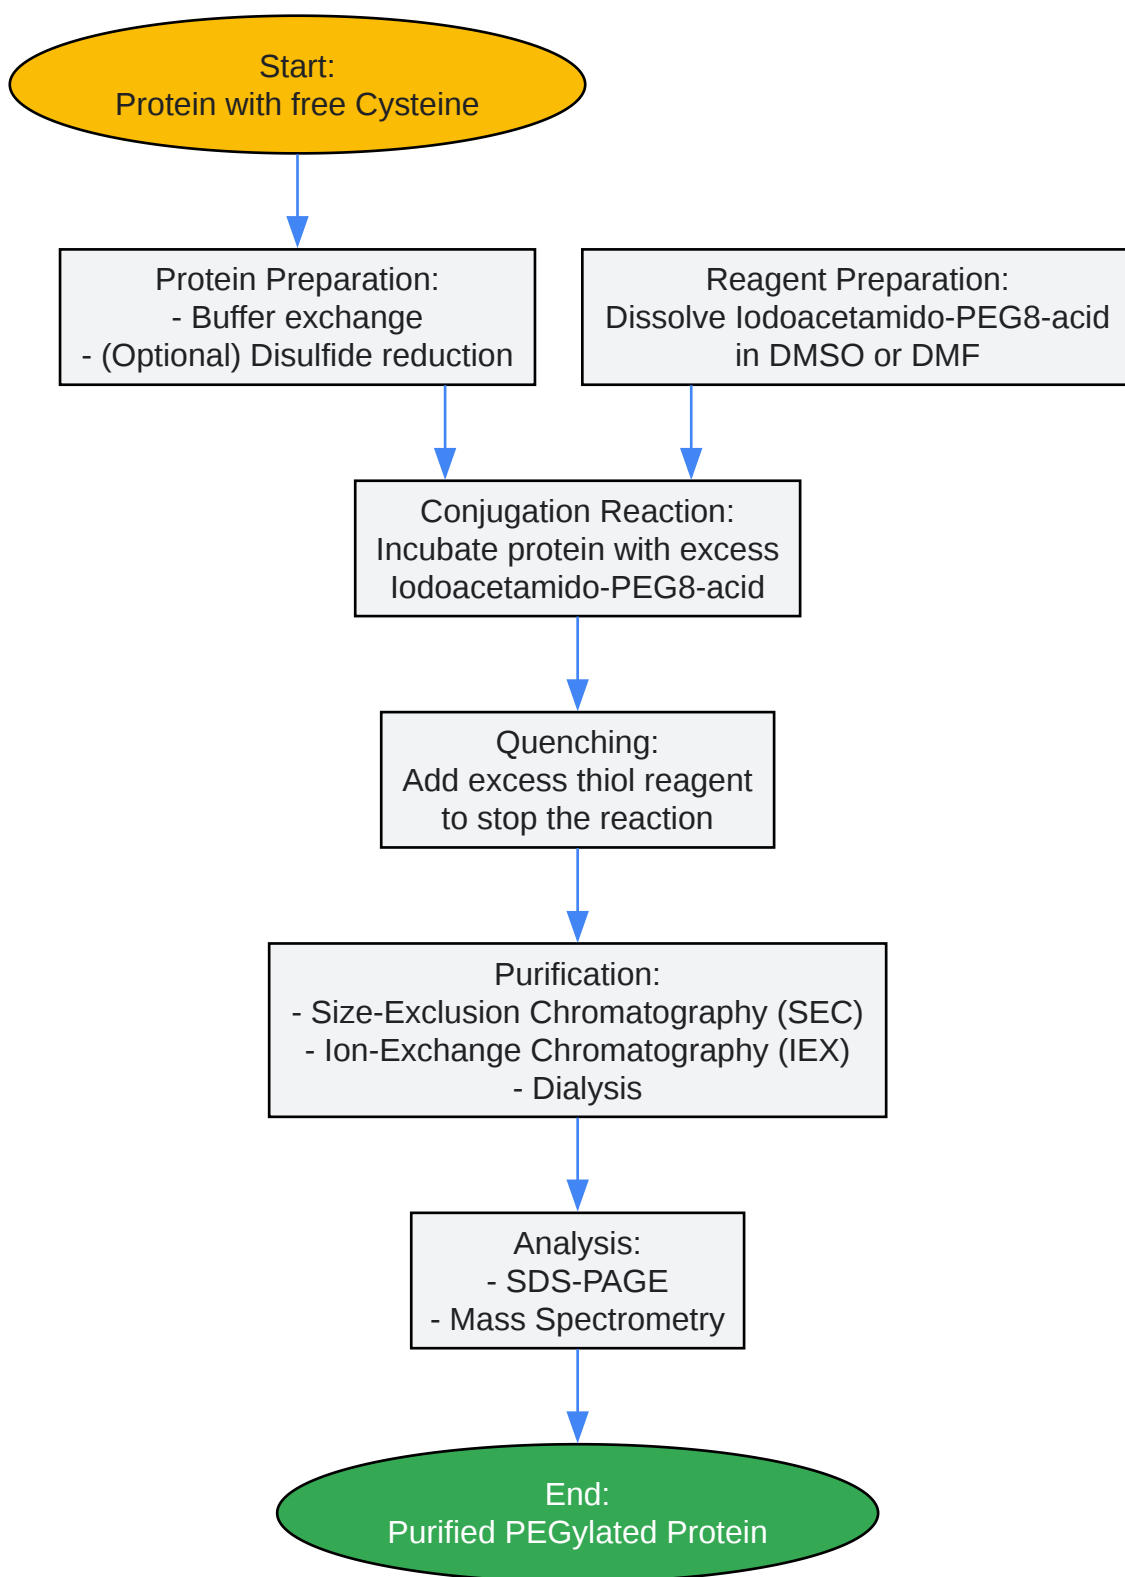 Start:
Protein with free Cysteine
Protein Preparation:
- Buffer exchange
- (Optional) Disulfide reduction
Reagent Preparation:
Dissolve Iodoacetamido-PEG8-acid
in DMSO or DMF
Conjugation Reaction:
Incubate protein with excess
Iodoacetamido-PEG8-acid
Quenching:
Add excess thiol reagent
to stop the reaction
Purification:
- Size-Exclusion Chromatography (SEC)
- Ion-Exchange Chromatography (IEX)
- Dialysis
Analysis:
- SDS-PAGE
- Mass Spectrometry
End:
Purified PEGylated Protein